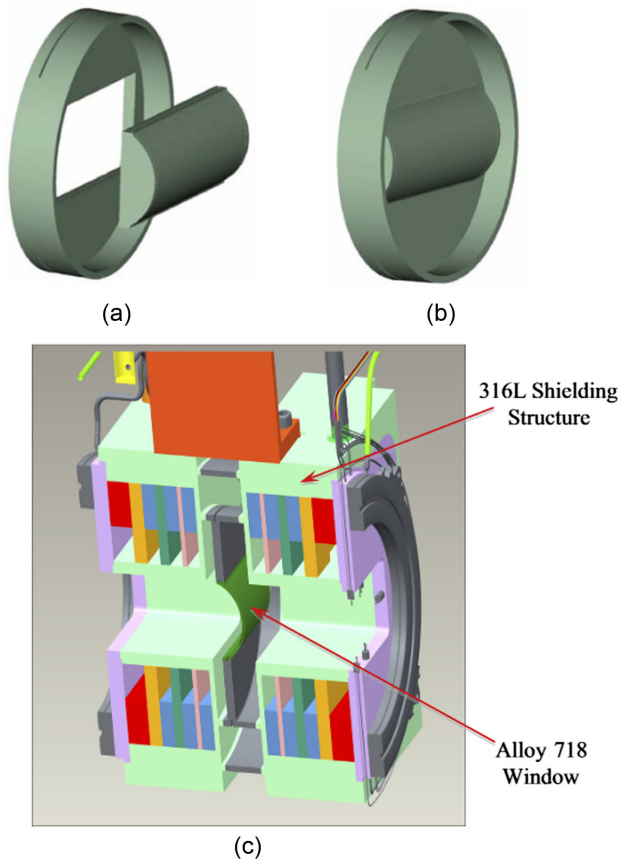 (a)
(b)
316L Shielding
Structure
Alloy 718
Window
(c)